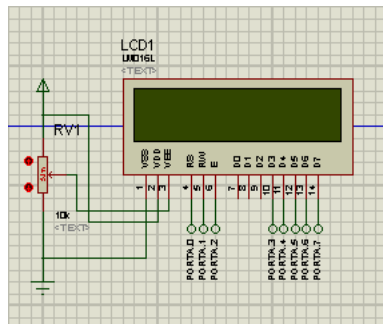 LCD1
LM016L
<TEXT>
RV1
VSS
VDD
VEE
RS
RW
E
D0
D1
D2
D3
D4
D5
D6
D7
1
2
3
4
5
6
7
8
9
10
11
12
13
14
10k
<TEXT>
PORTA.0
PORTA.1
PORTA.2
PORTA.3
PORTA.4
PORTA.5
PORTA.6
PORTA.7